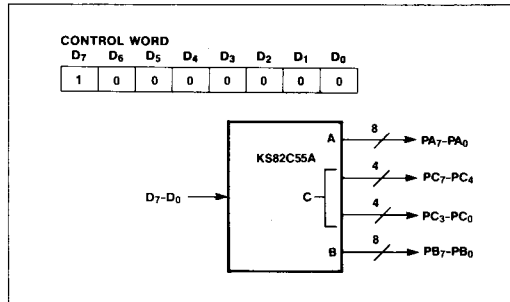 CONTROL WORD
D7 D6 D5 D4 D3 D2 D1 D0
1 0 0 0 0 0 0 0
A 8 PA7-PA0
KS82C55A
4 PC7-PC4
D7-D0 C
4 PC3-PC0
B 8 PB7-PB0